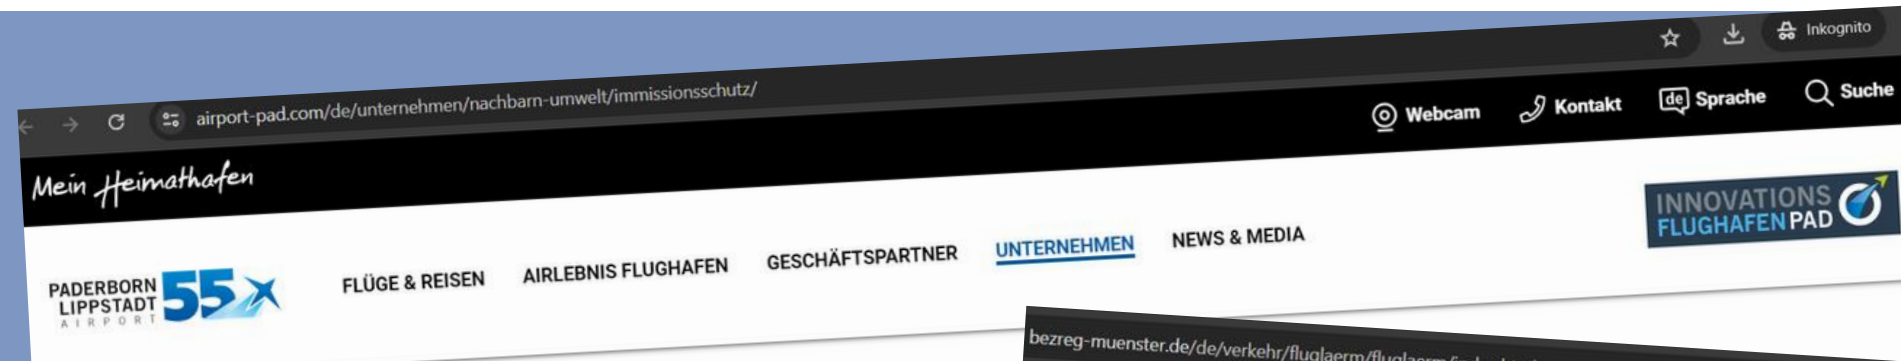 airport-pad.com/de/unternehmen/nachbarn-umwelt/immissionsschutz/
Inkognito
Mein Heimathafen
Webcam
Kontakt
de Sprache
Suche
PADERBORN
LIPPSTADT
AIRPORT
55
FLÜGE & REISEN
AIRLEBNIS FLUGHAFEN
GESCHÄFTSPARTNER
UNTERNEHMEN
NEWS & MEDIA
INNOVATIONS
FLUGHAFEN PAD
bezreg-muenster.de/de/verkehr/fluglaerm/fluglaerm/